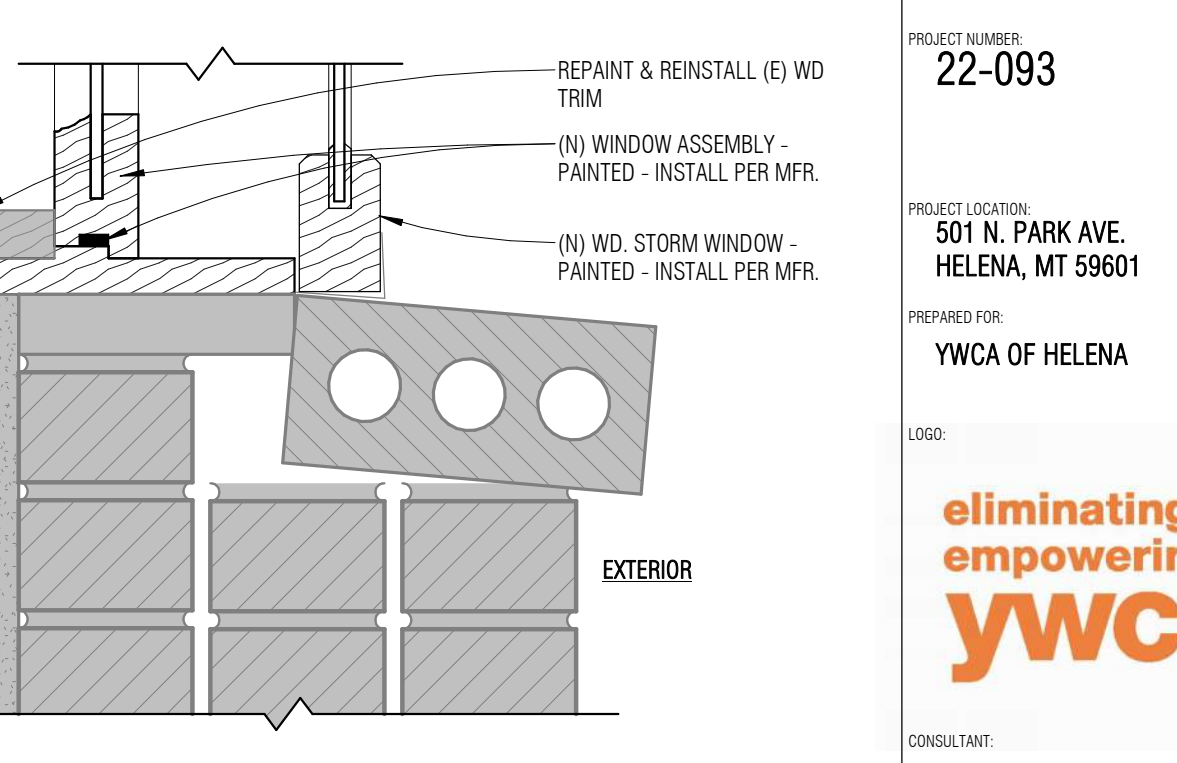 REPAINT & REINSTALL (E) WD
TRIM
(N) WINDOW ASSEMBLY -
PAINTED - INSTALL PER MFR.
(N) WD. STORM WINDOW -
PAINTED - INSTALL PER MFR.
EXTERIOR
PROJECT NUMBER:
22-093
PROJECT LOCATION:
501 N. PARK AVE.
HELENA, MT 59601
PREPARED FOR:
YWCA OF HELENA
LOGO:
eliminating
empowerin
ywc
CONSULTANT: